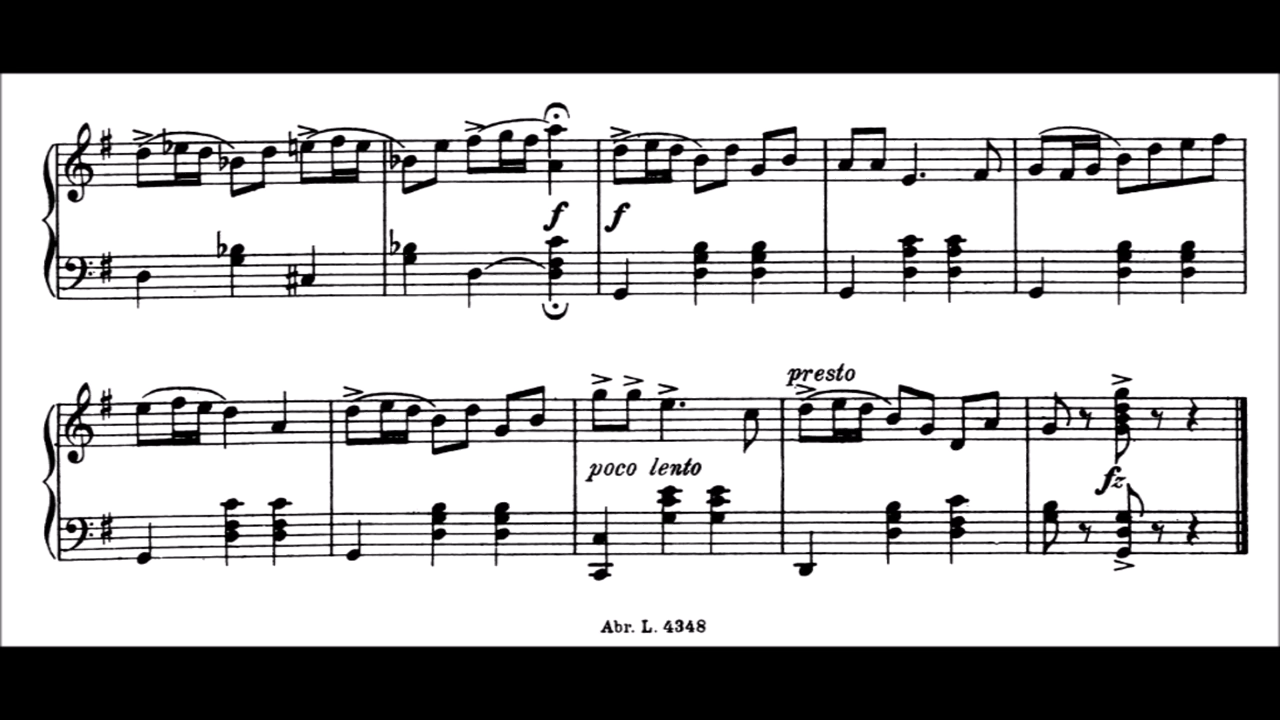 f f
presto
poco lento
fz
Abr. L. 4348